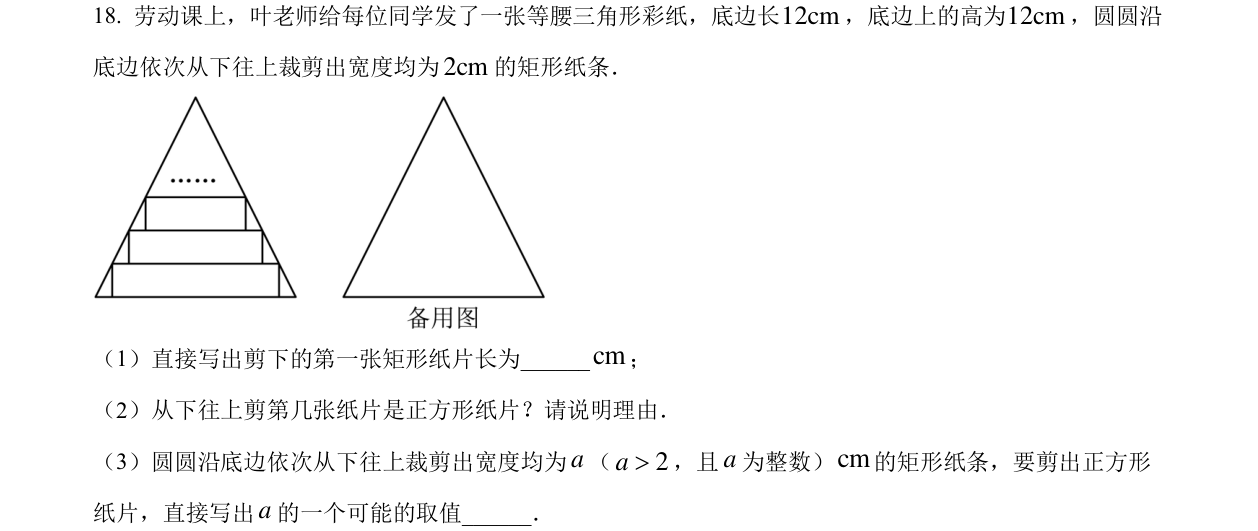 18. 劳动课上，叶老师给每位同学发了一张等腰三角形彩纸，底边长12cm，底边上的高为12cm，圆圆沿
底边依次从下往上裁剪出宽度均为2cm的矩形纸条．
……
备用图
（1）直接写出剪下的第一张矩形纸片长为______cm；
（2）从下往上剪第几张纸片是正方形纸片？请说明理由．
（3）圆圆沿底边依次从下往上裁剪出宽度均为a（a＞2，且a为整数）cm的矩形纸条，要剪出正方形
纸片，直接写出a的一个可能的取值______．